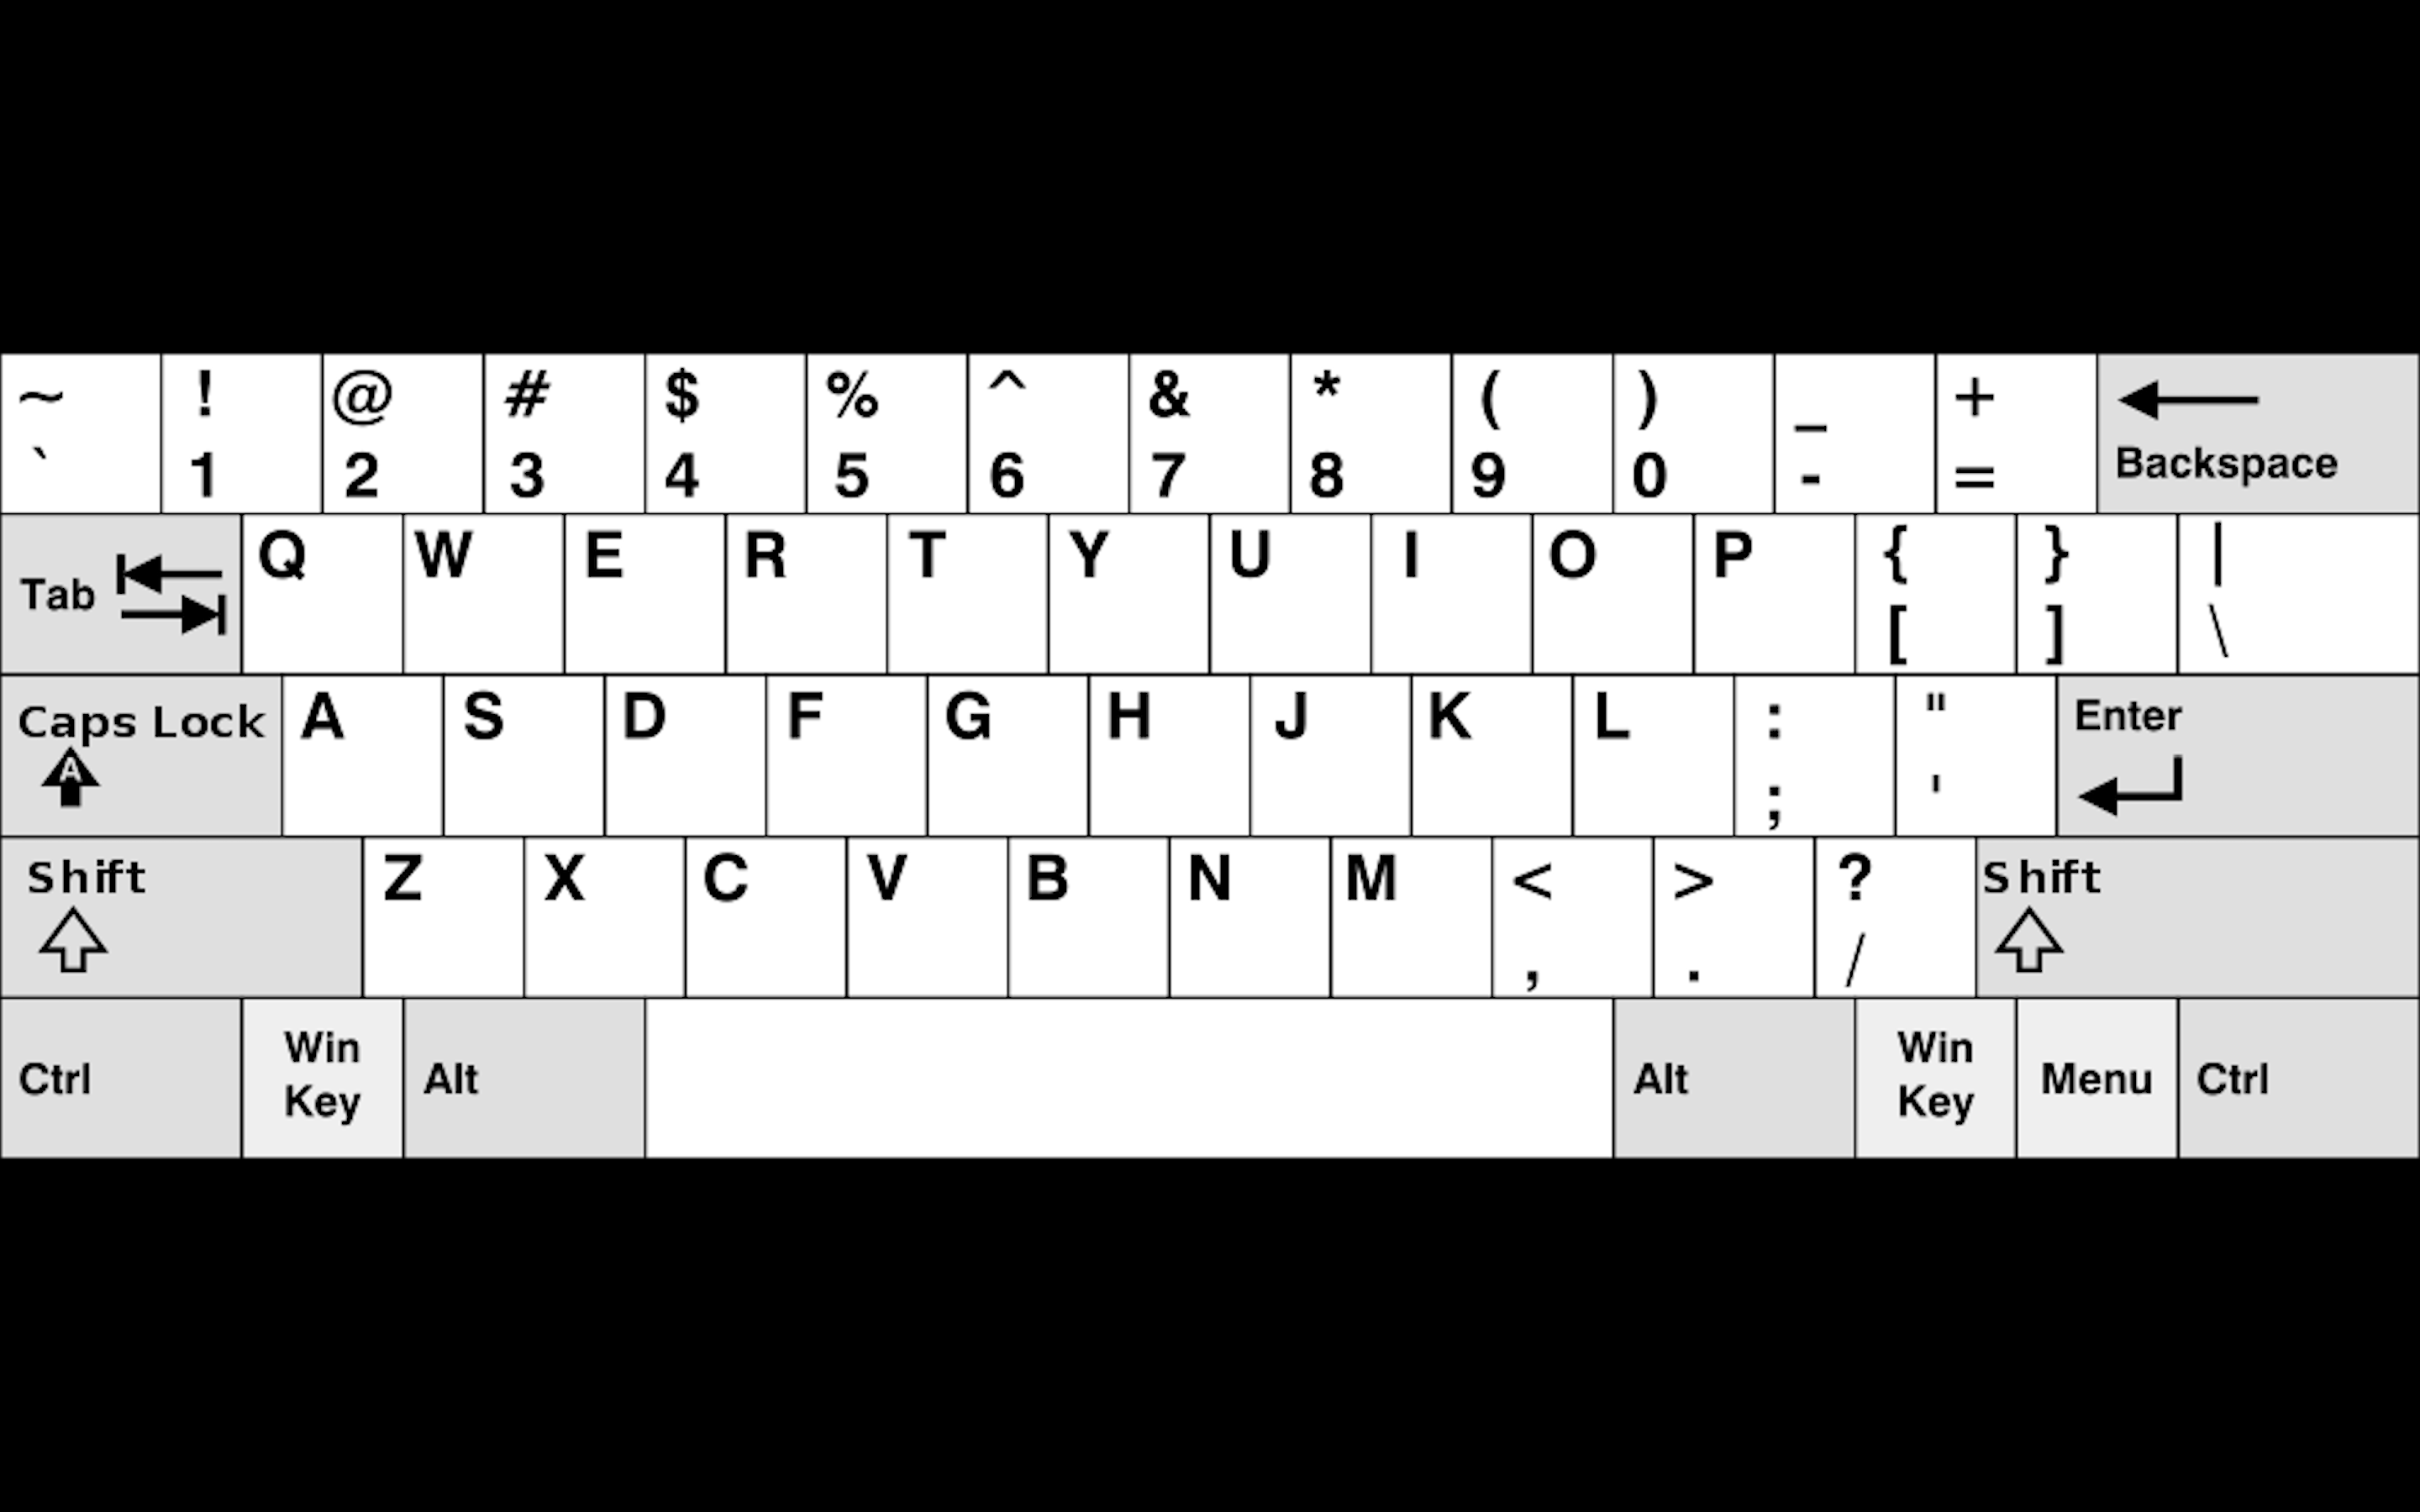 ~ ! @ # $ % ^ & * ( ) _ +
` 1 2 3 4 5 6 7 8 9 0 - = Backspace
Tab Q W E R T Y U I O P { } |
[ ] \
Caps Lock A S D F G H J K L : " Enter
A ; '
Shift Z X C V B N M < > ? Shift
, . /
Ctrl Win Key Alt Alt Win Key Menu Ctrl